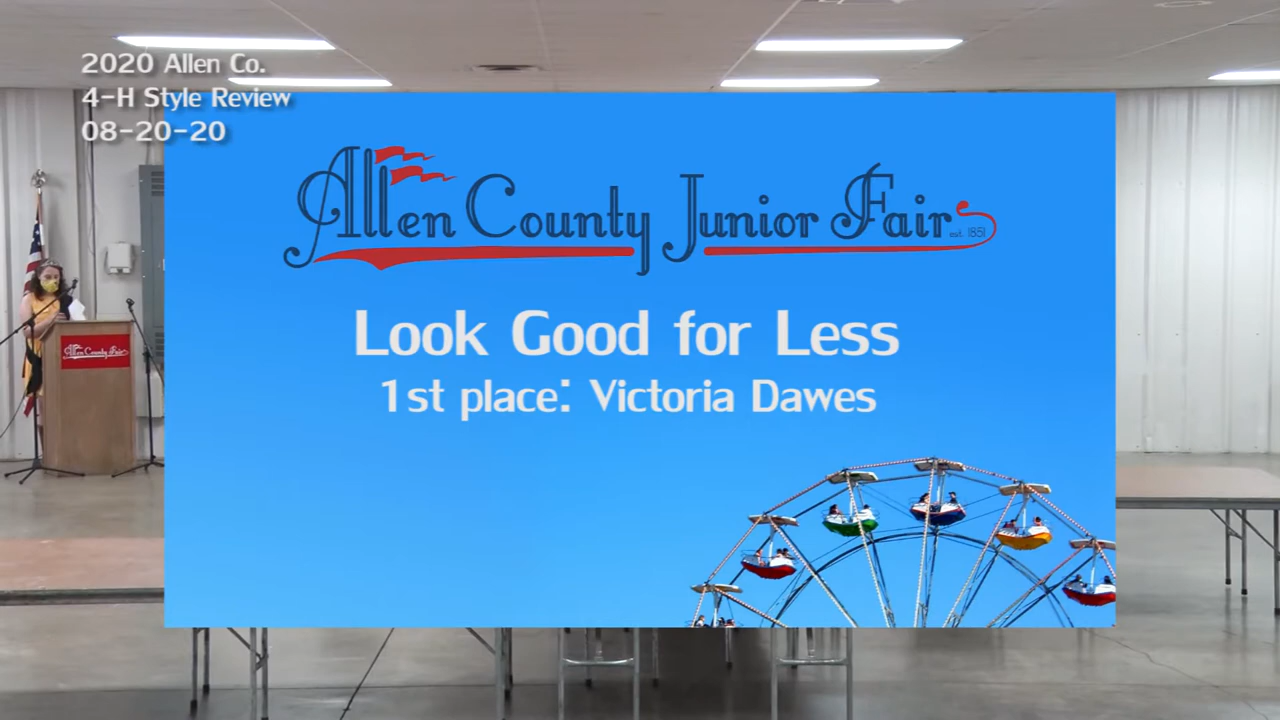 2020 Allen Co.
4-H Style Review
08-20-20
Allen County Junior Fair
est. 1851
Look Good for Less
1st place: Victoria Dawes
Allen County Fair